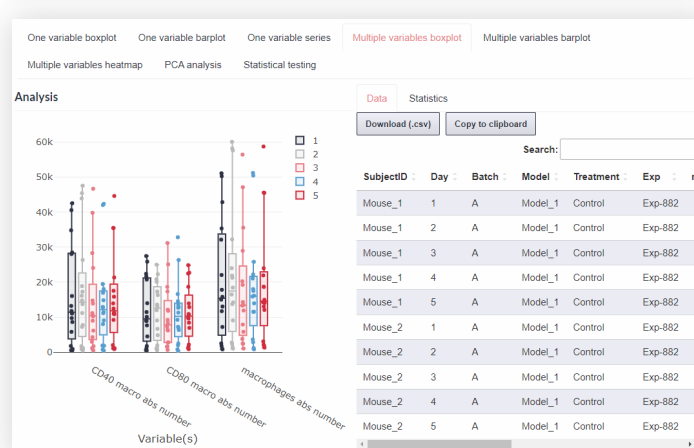 One variable boxplot One variable barplot One variable series Multiple variables boxplot Multiple variables barplot
Multiple variables heatmap PCA analysis Statistical testing
Analysis
60k
50k
40k
30k
20k
10k
0
1
2
3
4
5
CD40 macro abs number
CD80 macro abs number
macrophages abs number
Variable(s)
Data Statistics
Download (.csv) Copy to clipboard
Search:
SubjectID Day Batch Model Treatment Exp
Mouse_1 1 A Model_1 Control Exp-882
Mouse_1 2 A Model_1 Control Exp-882
Mouse_1 3 A Model_1 Control Exp-882
Mouse_1 4 A Model_1 Control Exp-882
Mouse_1 5 A Model_1 Control Exp-882
Mouse_2 1 A Model_1 Control Exp-882
Mouse_2 2 A Model_1 Control Exp-882
Mouse_2 3 A Model_1 Control Exp-882
Mouse_2 4 A Model_1 Control Exp-882
Mouse_2 5 A Model_1 Control Exp-882